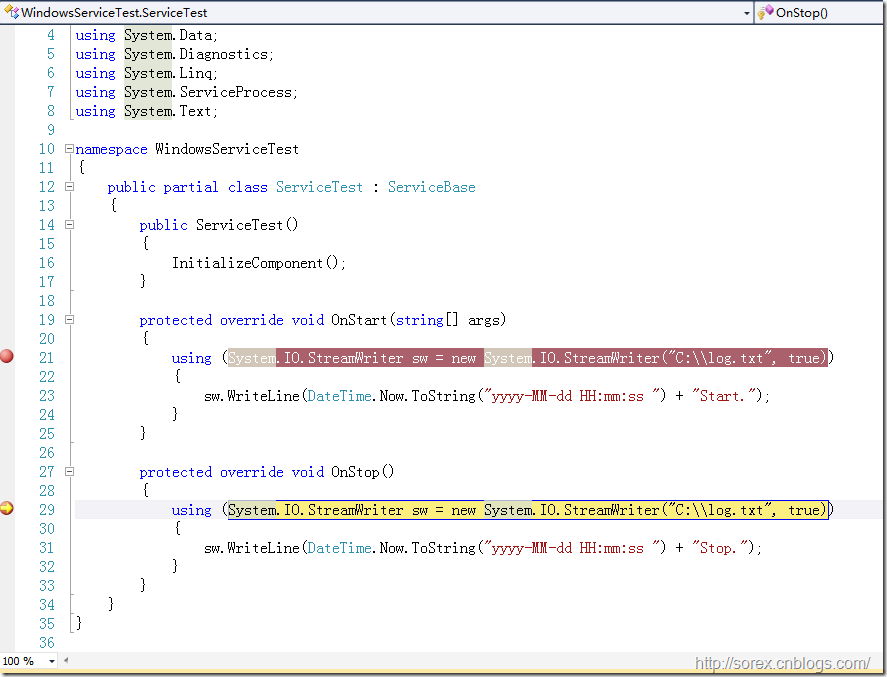 WindowsServiceTest.ServiceTest OnStop()
4 using System.Data;
5 using System.Diagnostics;
6 using System.Linq;
7 using System.ServiceProcess;
8 using System.Text;
9
10 namespace WindowsServiceTest
11 {
12     public partial class ServiceTest : ServiceBase
13     {
14         public ServiceTest()
15         {
16             InitializeComponent();
17         }
18
19         protected override void OnStart(string[] args)
20         {
21             using (System.IO.StreamWriter sw = new System.IO.StreamWriter("C:\\log.txt", true))
22             {
23                 sw.WriteLine(DateTime.Now.ToString("yyyy-MM-dd HH:mm:ss ") + "Start.");
24             }
25         }
26
27         protected override void OnStop()
28         {
29             using (System.IO.StreamWriter sw = new System.IO.StreamWriter("C:\\log.txt", true))
30             {
31                 sw.WriteLine(DateTime.Now.ToString("yyyy-MM-dd HH:mm:ss ") + "Stop.");
32             }
33         }
34     }
35 }
36
100 %
http://sorex.cnblogs.com/